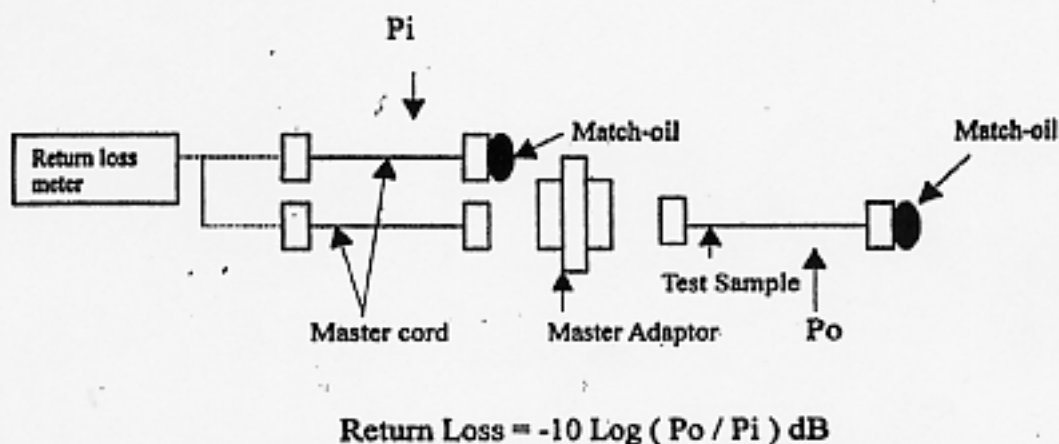 Pi
Match-oil
Match-oil
Return loss
meter
Test Sample
Master cord
Master Adaptor
Po
Return Loss = -10 Log ( Po / Pi ) dB